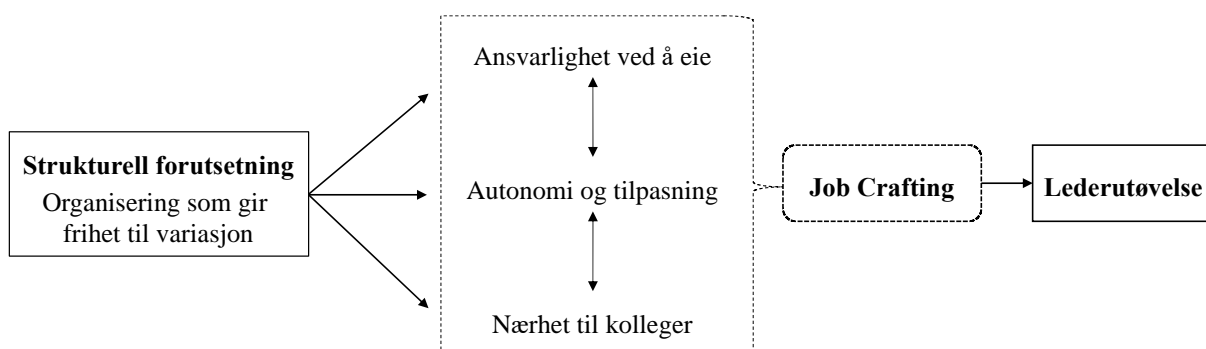 Strukturell forutsetning
Organisering som gir
frihet til variasjon
Ansvarlighet ved å eie
Autonomi og tilpasning
Nærhet til kolleger
Job Crafting
Lederutøvelse